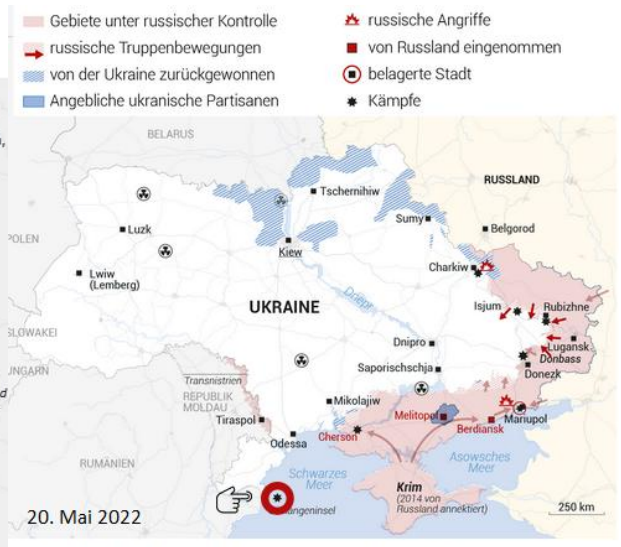 Gebiete unter russischer Kontrolle
russische Truppenbewegungen
von der Ukraine zurückgewonnen
Angebliche ukranische Partisanen
russische Angriffe
von Russland eingenommen
belagerte Stadt
Kämpfe
BELARUS
RUSSLAND
Tschernihiw
Luzk
Sumy
Belgorod
POLEN
Kiew
Lwiw
(Lemberg)
Charkiw
Isjum
Rubizhne
UKRAINE
Dnepr
SLOWAKEI
Dnipro
Lugansk
Donbass
UNGARN
Saporischschja
Donezk
Transnistrien
REPUBLIK
MOLDAU
Mikolajiw
Melitopol
Mariupol
Tiraspol
Cherson
Berdiansk
Odessa
RUMÄNIEN
Schwarzes
Meer
Asowsches
Meer
Krim
(2014 von
Russland annektiert)
20. Mai 2022
250 km